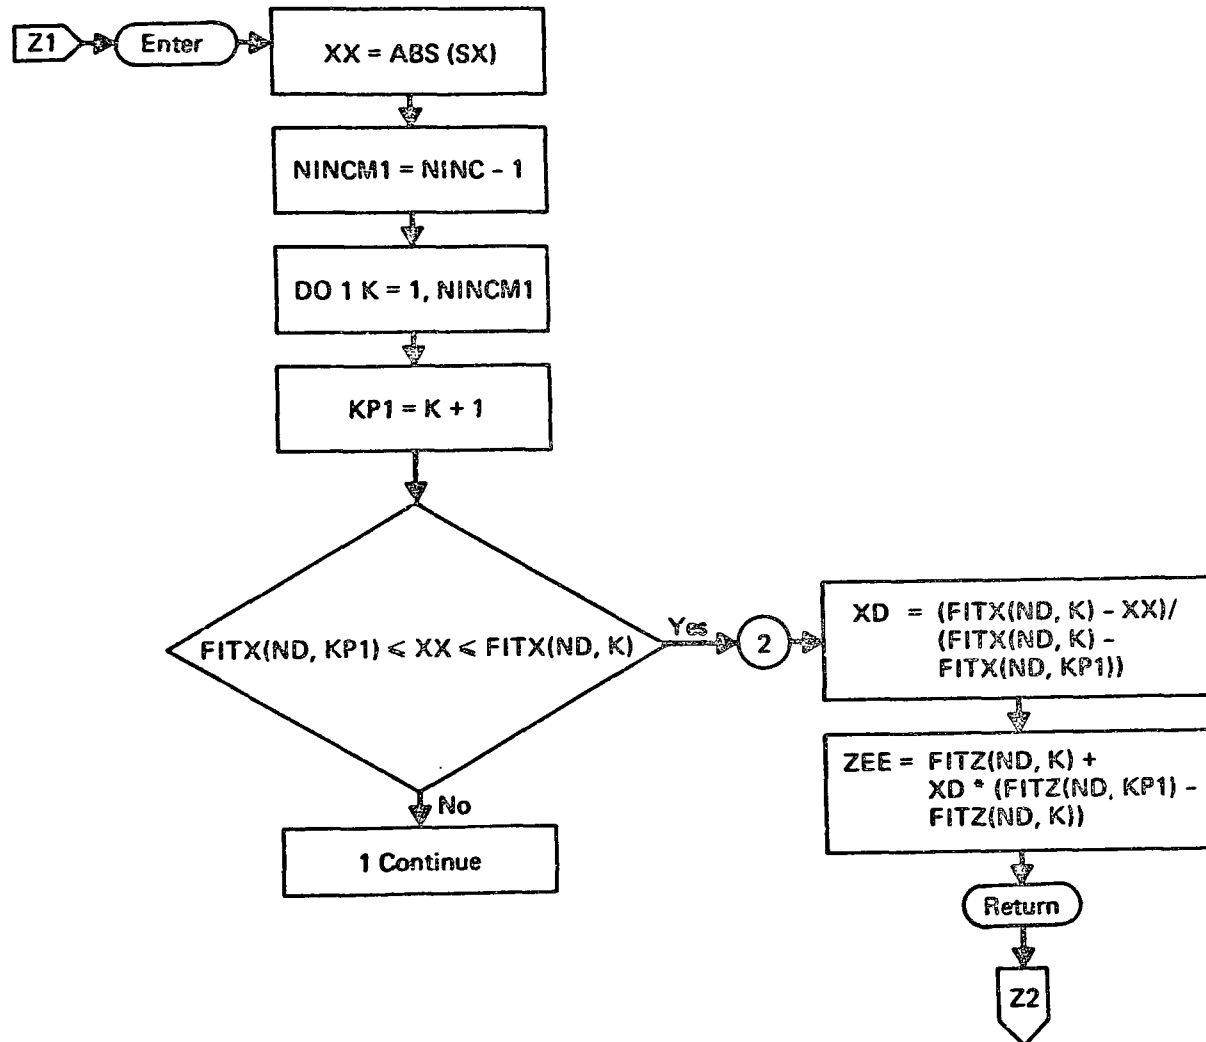 Z1
Enter
XX = ABS (SX)
NINCM1 = NINC - 1
DO 1 K = 1, NINCM1
KP1 = K + 1
FITX(ND, KP1) ≤ XX ≤ FITX(ND, K)
Yes
2
XD = (FITX(ND, K) - XX)/
(FITX(ND, K) -
FITX(ND, KP1))
ZEE = FITZ(ND, K) +
XD * (FITZ(ND, KP1) -
FITZ(ND, K))
Return
Z2
No
1 Continue